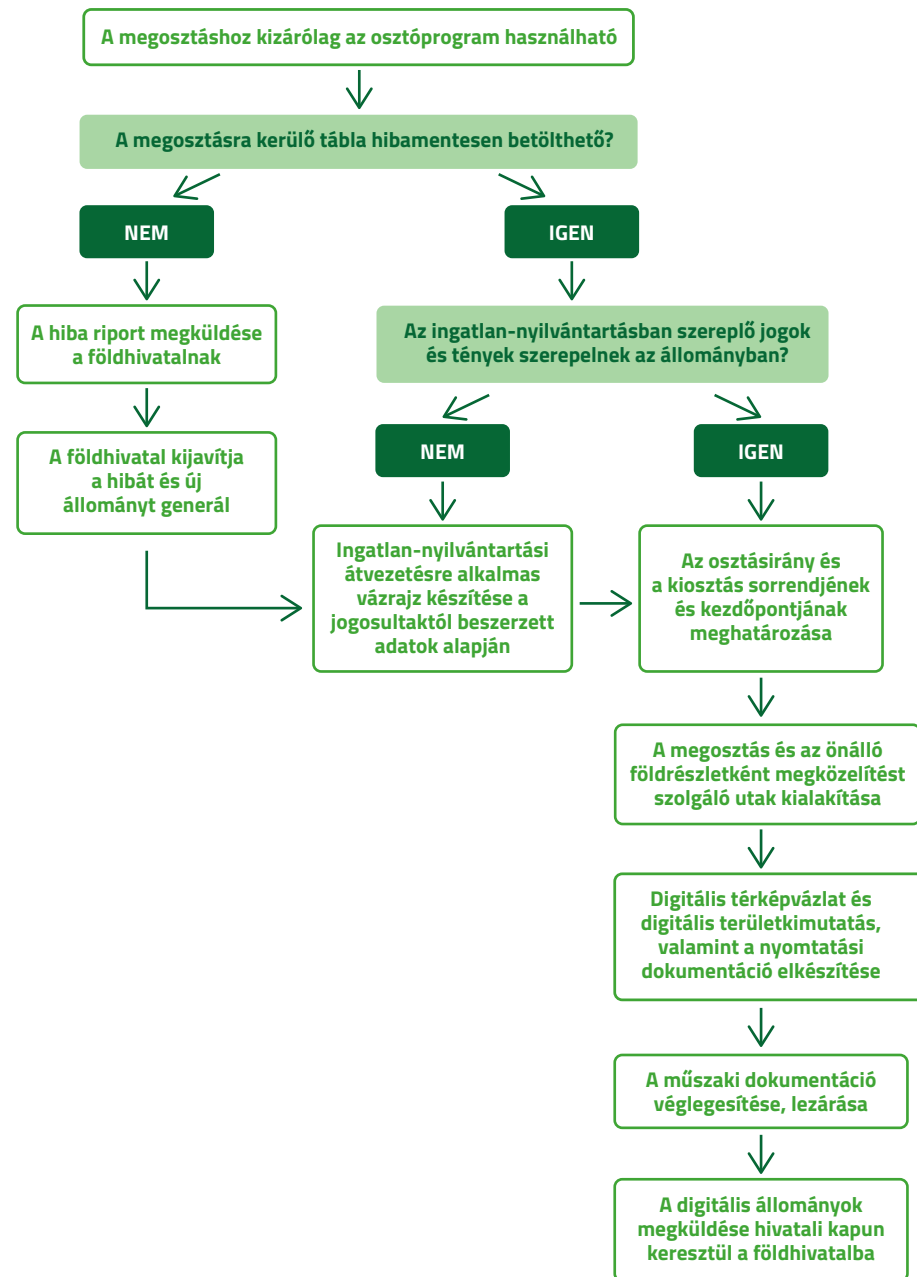 A megosztáshoz kizárólag az osztóprogram használható
A megosztásra kerülő tábla hibamentesen betölthető?
NEM
IGEN
A hiba riport megküldése
a földhivatalnak
Az ingatlan-nyilvántartásban szereplő jogok
és tények szerepelnek az állományban?
A földhivatal kijavítja
a hibát és új
állományt generál
NEM
IGEN
Ingatlan-nyilvántartási
átvezetésre alkalmas
vázrajz készítése a
jogosultaktól beszerzett
adatok alapján
Az osztásirány és
a kiosztás sorrendjének
és kezdőpontjának
meghatározása
A megosztás és az önálló
földrészletként megközelítést
szolgáló utak kialakítása
Digitális térképvázlat és
digitális területkimutatás,
valamint a nyomtatási
dokumentáció elkészítése
A műszaki dokumentáció
véglegesítése, lezárása
A digitális állományok
megküldése hivatali kapun
keresztül a földhivatalba